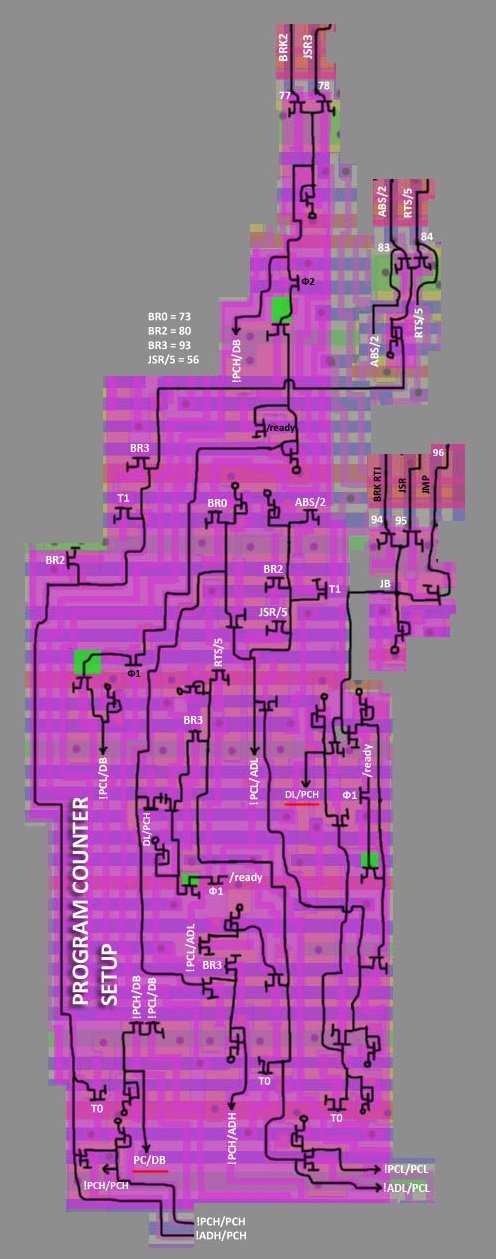 BRK2
JSR3
77
78
ABS/2
RTS/5
83
84
Φ2
BR0 = 73
BR2 = 80
BR3 = 93
JSR/5 = 56
!PCH/DB
ABS/2
RTS/5
/ready
BR3
96
BRK RTI
JSR
JMP
T1
BR0
ABS/2
94
95
BR2
BR2
T1
JB
JSR/5
RTS/5
Φ1
BR3
!PCL/DB
!PCL/ADL
DL/PCH
/ready
Φ1
DL/PCH
/ready
Φ1
PROGRAM COUNTER
SETUP
!PCL/ADL
BR3
!PCH/DB
!PCL/DB
T0
T0
T0
!PCH/ADH
PC/DB
!PCH/PCH
!PCL/PCL
!ADL/PCL
!PCH/PCH
!ADH/PCH